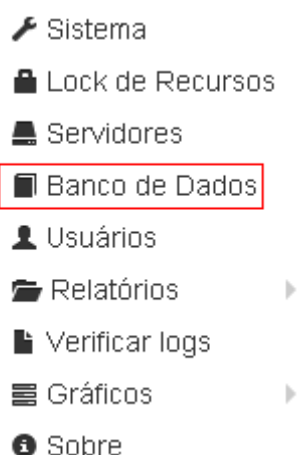 Sistema
Lock de Recursos
Servidores
Banco de Dados
Usuários
Relatórios
Verificar logs
Gráficos
Sobre